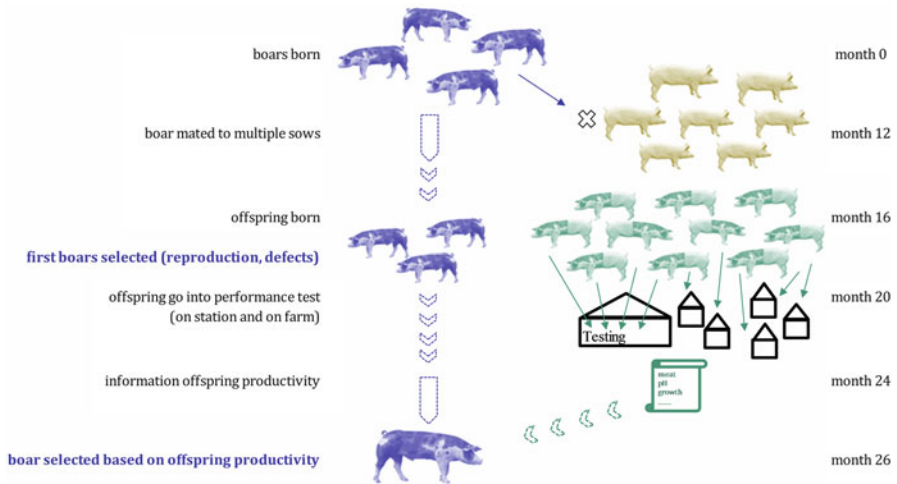 boars born
month 0
boar mated to multiple sows
month 12
offspring born
month 16
first boars selected (reproduction, defects)
offspring go into performance test
(on station and on farm)
month 20
Testing
information offspring productivity
month 24
meat
pH
growth
......
boar selected based on offspring productivity
month 26